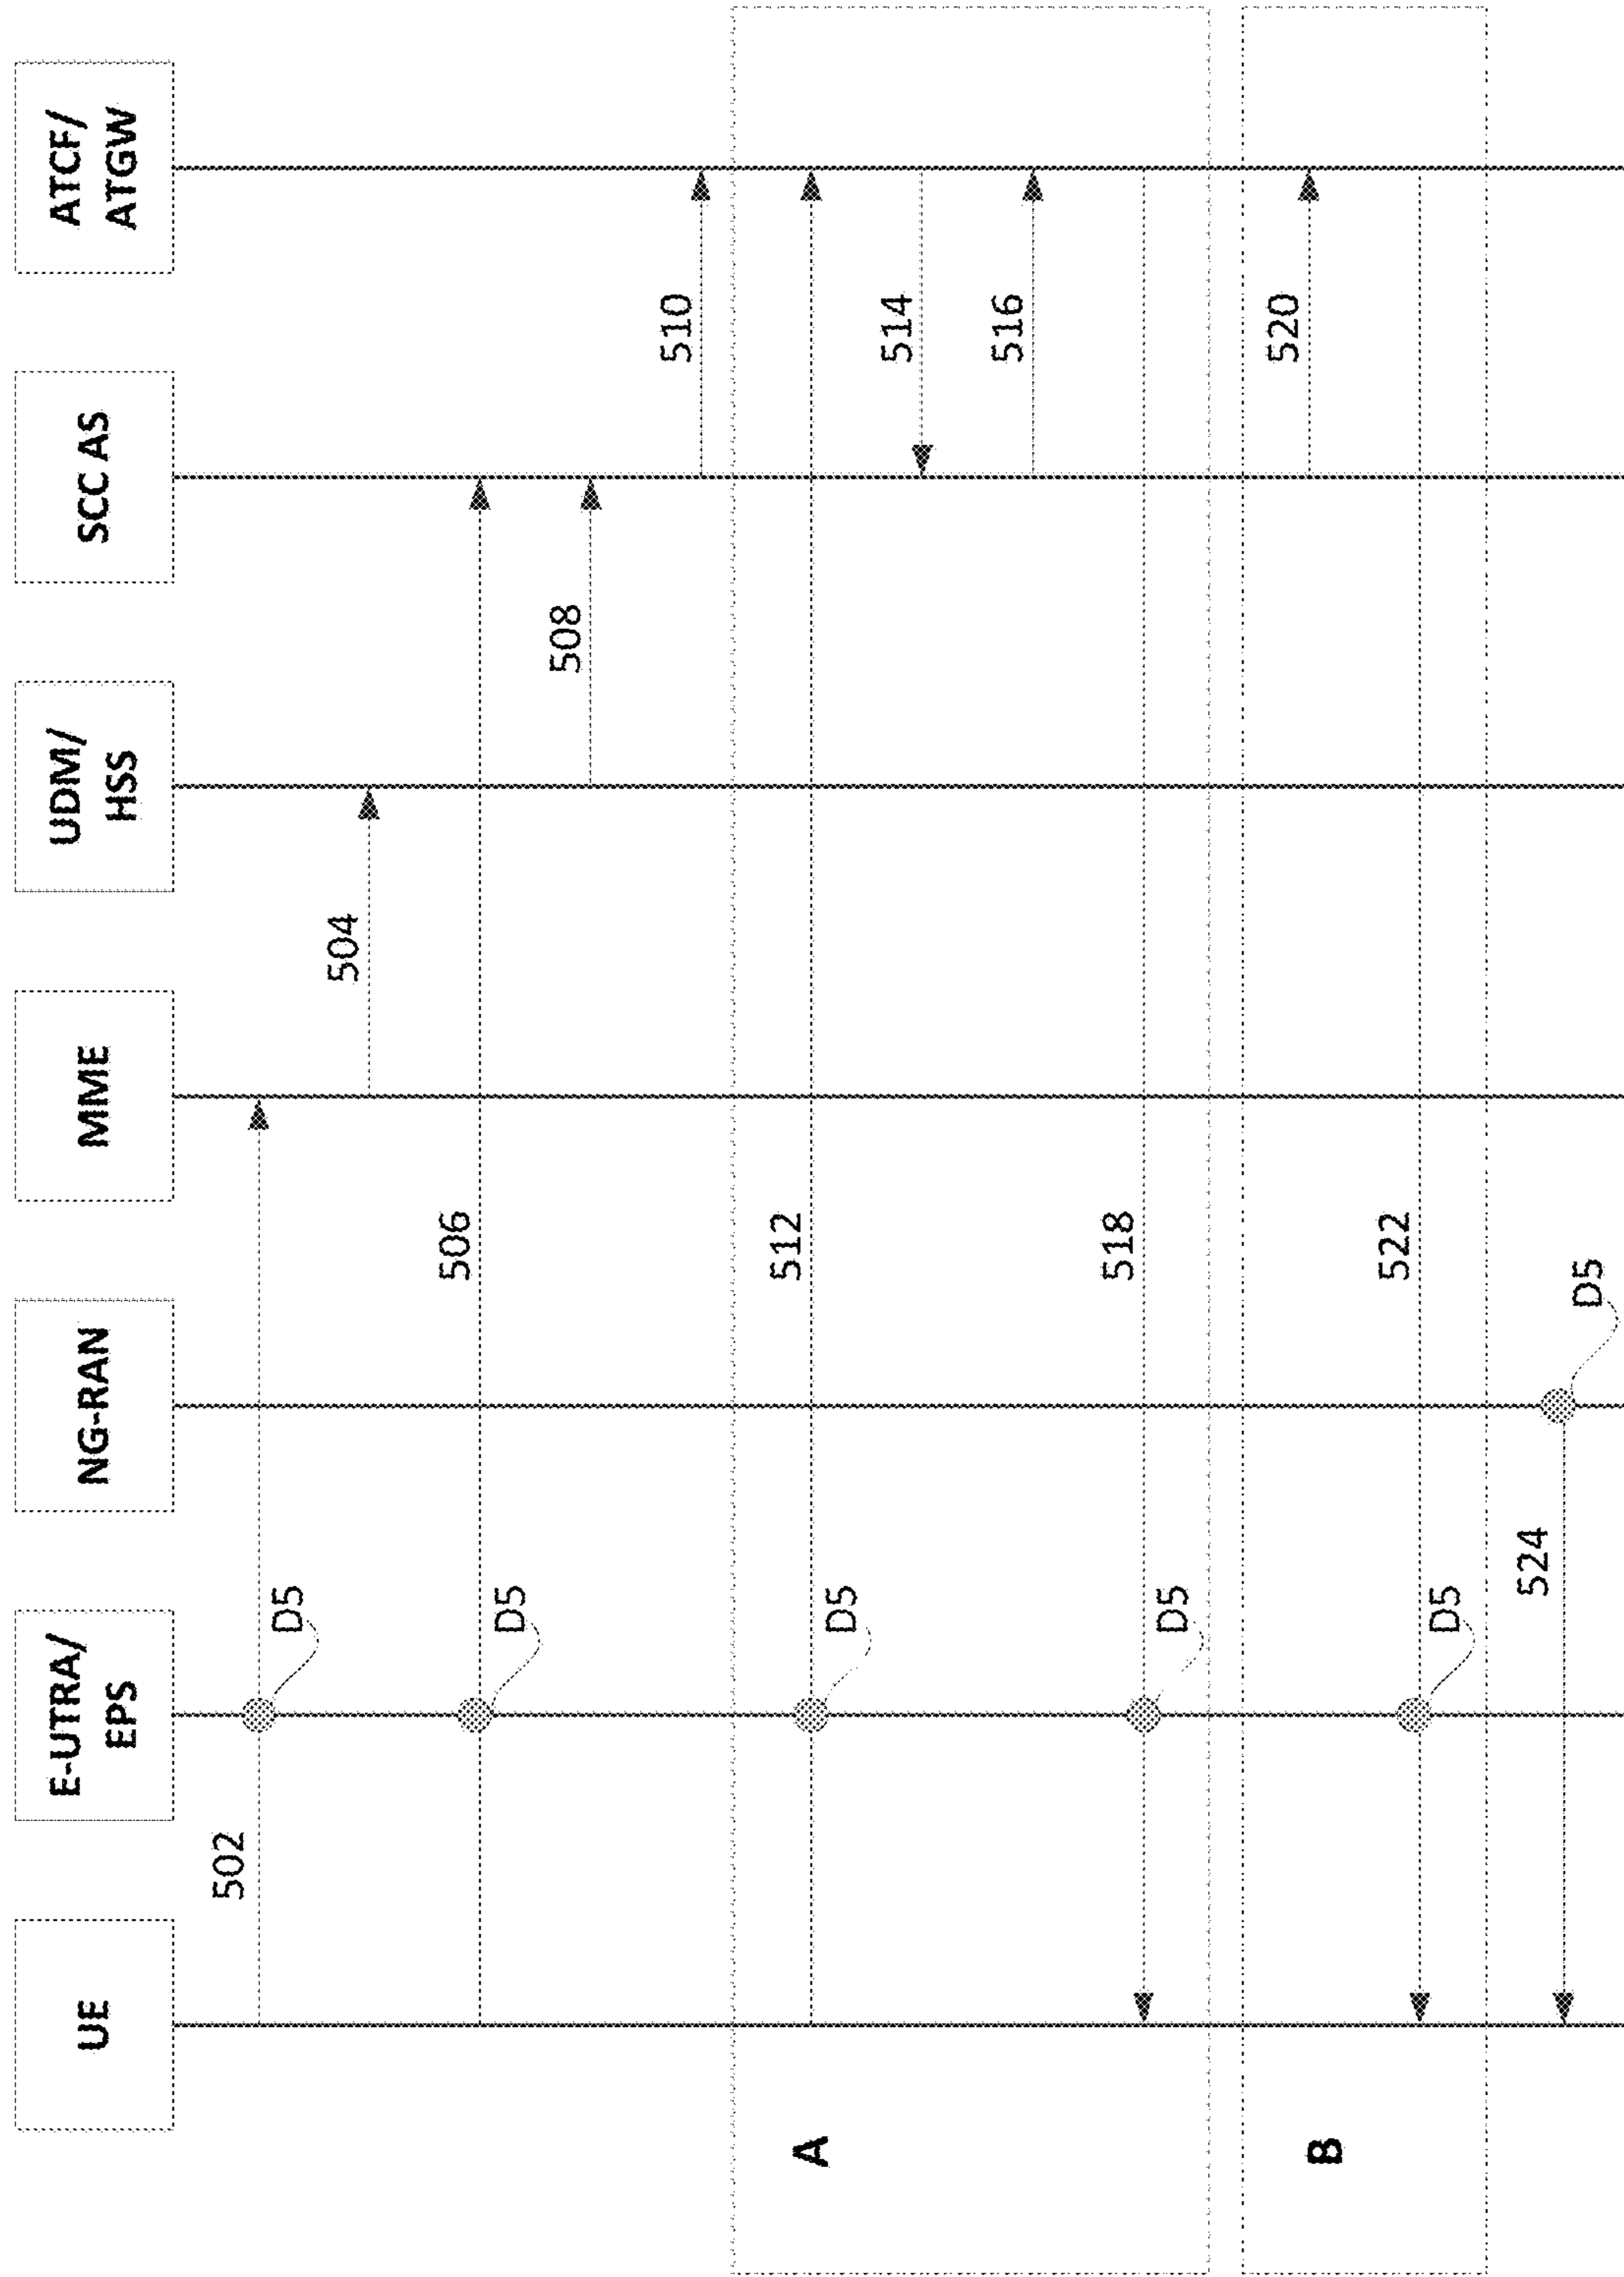 UE
E-UTRA/
EPS
NG-RAN
MME
UDM/
HSS
SCC AS
ATCF/
ATGW
502
D5
504
506
D5
508
510
A
512
D5
514
516
518
D5
B
520
522
D5
524
D5